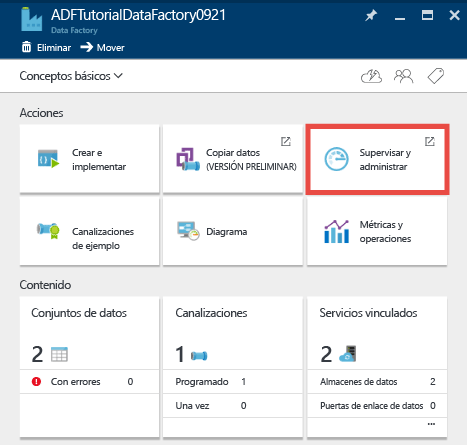 ADFTutorialDataFactory0921
Data Factory
Eliminar Mover
Conceptos básicos
Acciones
Crear e
implementar
Copiar datos
(VERSIÓN PRELIMINAR)
Supervisar y
administrar
Canalizaciones
de ejemplo
Diagrama
Métricas y
operaciones
Contenido
Conjuntos de datos
2
Con errores 0
Canalizaciones
1
Programado 1
Una vez 0
Servicios vinculados
2
Almacenes de datos 2
Puertas de enlace de datos 0
...